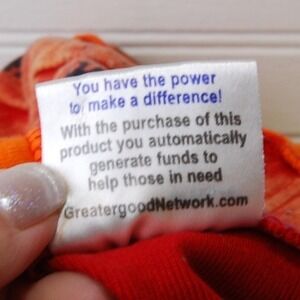 You have the power
to make a difference!
With the purchase of this
product you automatically
generate funds to
help those in need
GreatergoodNetwork.com